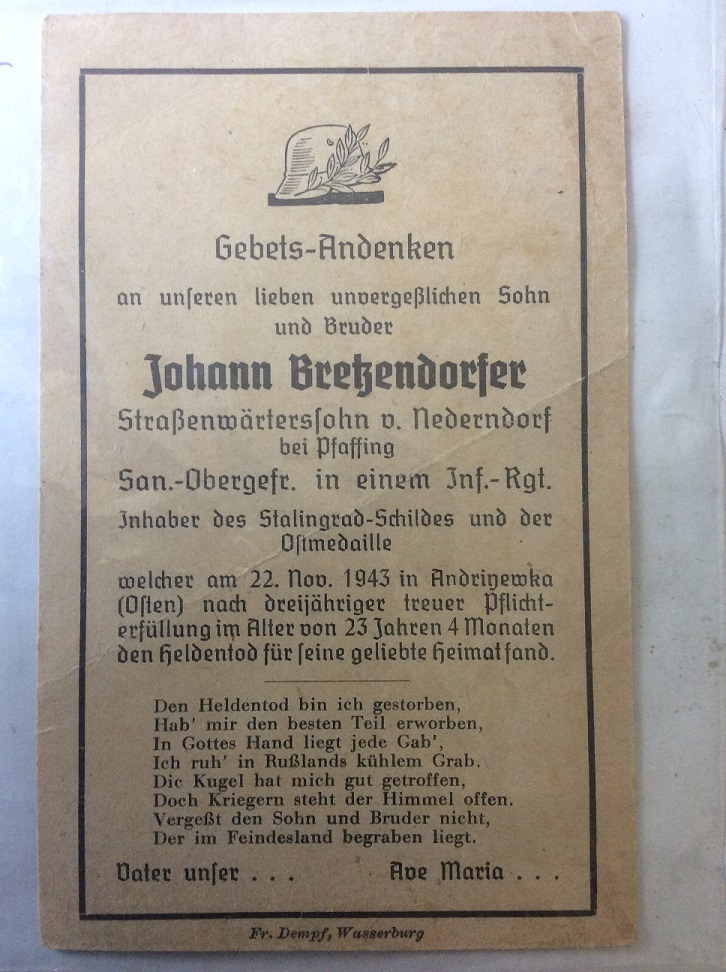 Gebets-Andenken
an unseren lieben unvergeßlichen Sohn
und Bruder
Johann Bretzendorfer
Straßenwärterssohn v. Nederndorf
bei Pfaffing
San.-Obergefr. in einem Inf.-Rgt.
Inhaber des Stalingrad-Schildes und der
Ostmedaille
welcher am 22. Nov. 1943 in Andriyewka
(Osten) nach dreijähriger treuer Pflicht-
erfüllung im Alter von 23 Jahren 4 Monaten
den Heldentod für seine geliebte Heimat fand.
Den Heldentod bin ich gestorben,
Hab' mir den besten Teil erworben,
In Gottes Hand liegt jede Gab',
Ich ruh' in Rußlands kühlem Grab.
Die Kugel hat mich gut getroffen,
Doch Kriegern steht der Himmel offen.
Vergeßt den Sohn und Bruder nicht,
Der im Feindesland begraben liegt.
Vater unser . . . Ave Maria . . .
Fr. Dempf, Wasserburg